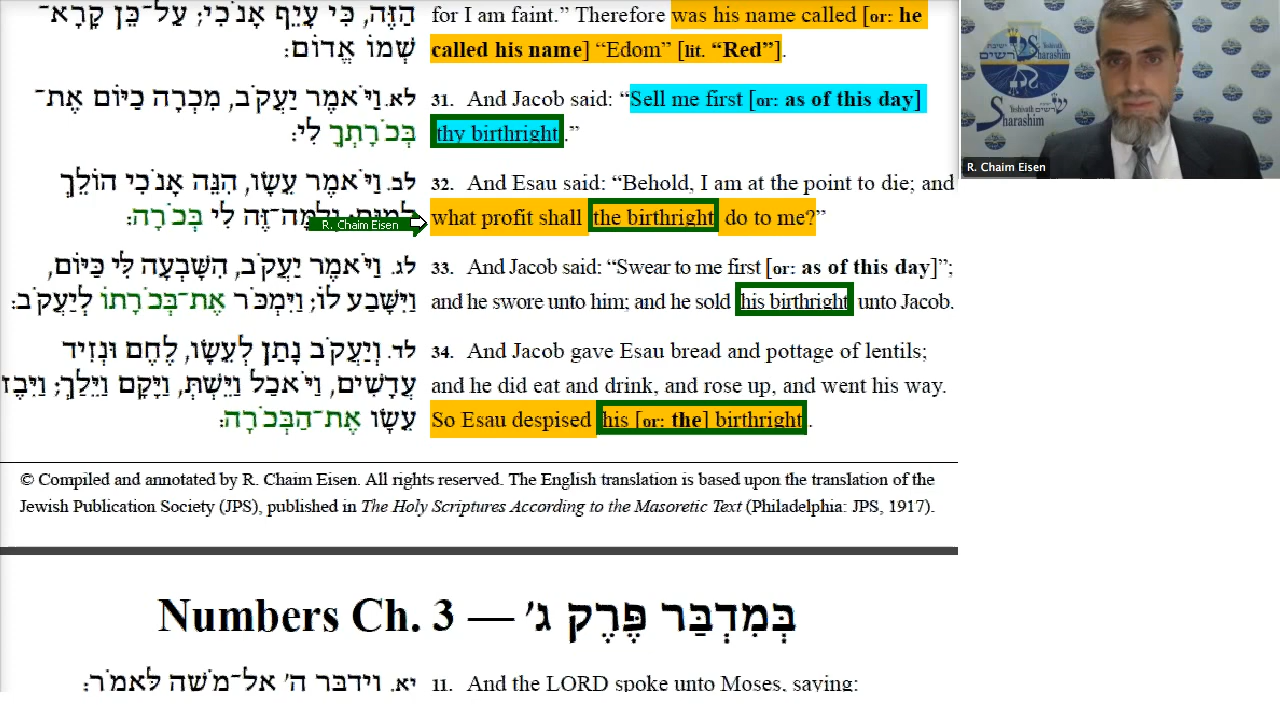 הַזֶּה, כִּי עָיֵף אָנֹכִי; עַל־כֵּן קָרָא־
שְׁמוֹ אֱדוֹם:
for I am faint.” Therefore was his name called [or: he
called his name] “Edom” [lit. “Red”].
לא. וַיֹּאמֶר יַעֲקֹב, מִכְרָה כַיּוֹם אֶת־
בְּכֹרָתְךָ לִי:
31. And Jacob said: “Sell me first [or: as of this day]
thy birthright.”
לב. וַיֹּאמֶר עֵשָׂו, הִנֵּה אָנֹכִי הוֹלֵךְ
לִי בְּכֹרָה:
R. Chaim Eisen
32. And Esau said: “Behold, I am at the point to die; and
what profit shall the birthright do to me?”
לג. וַיֹּאמֶר יַעֲקֹב, הִשָּׁבְעָה לִּי כַּיּוֹם,
וַיִּשָּׁבַע לוֹ; וַיִּמְכֹּר אֶת־בְּכֹרָתוֹ לְיַעֲקֹב:
33. And Jacob said: “Swear to me first [or: as of this day]”;
and he swore unto him; and he sold his birthright unto Jacob.
לד. וְיַעֲקֹב נָתַן לְעֵשָׂו, לֶחֶם וּנְזִיד
עֲדָשִׁים, וַיֹּאכַל וַיֵּשְׁתְּ, וַיָּקָם וַיֵּלַךְ; וַיִּבֶז
עֵשָׂו אֶת־הַבְּכֹרָה:
34. And Jacob gave Esau bread and pottage of lentils;
and he did eat and drink, and rose up, and went his way.
So Esau despised his [or: the] birthright.
© Compiled and annotated by R. Chaim Eisen. All rights reserved. The English translation is based upon the translation of the
Jewish Publication Society (JPS), published in The Holy Scriptures According to the Masoretic Text (Philadelphia: JPS, 1917).
Numbers Ch. 3 — בְּמִדְבַּר פֶּרֶק ג׳
יא. וַיְדַבֵּר ה׳ אֶל־מֹשֶׁה לֵּאמֹר:
11. And the LORD spoke unto Moses, saying:
Yeshivath
Sharashim
Yeshivath
Sharashim
R. Chaim Eisen